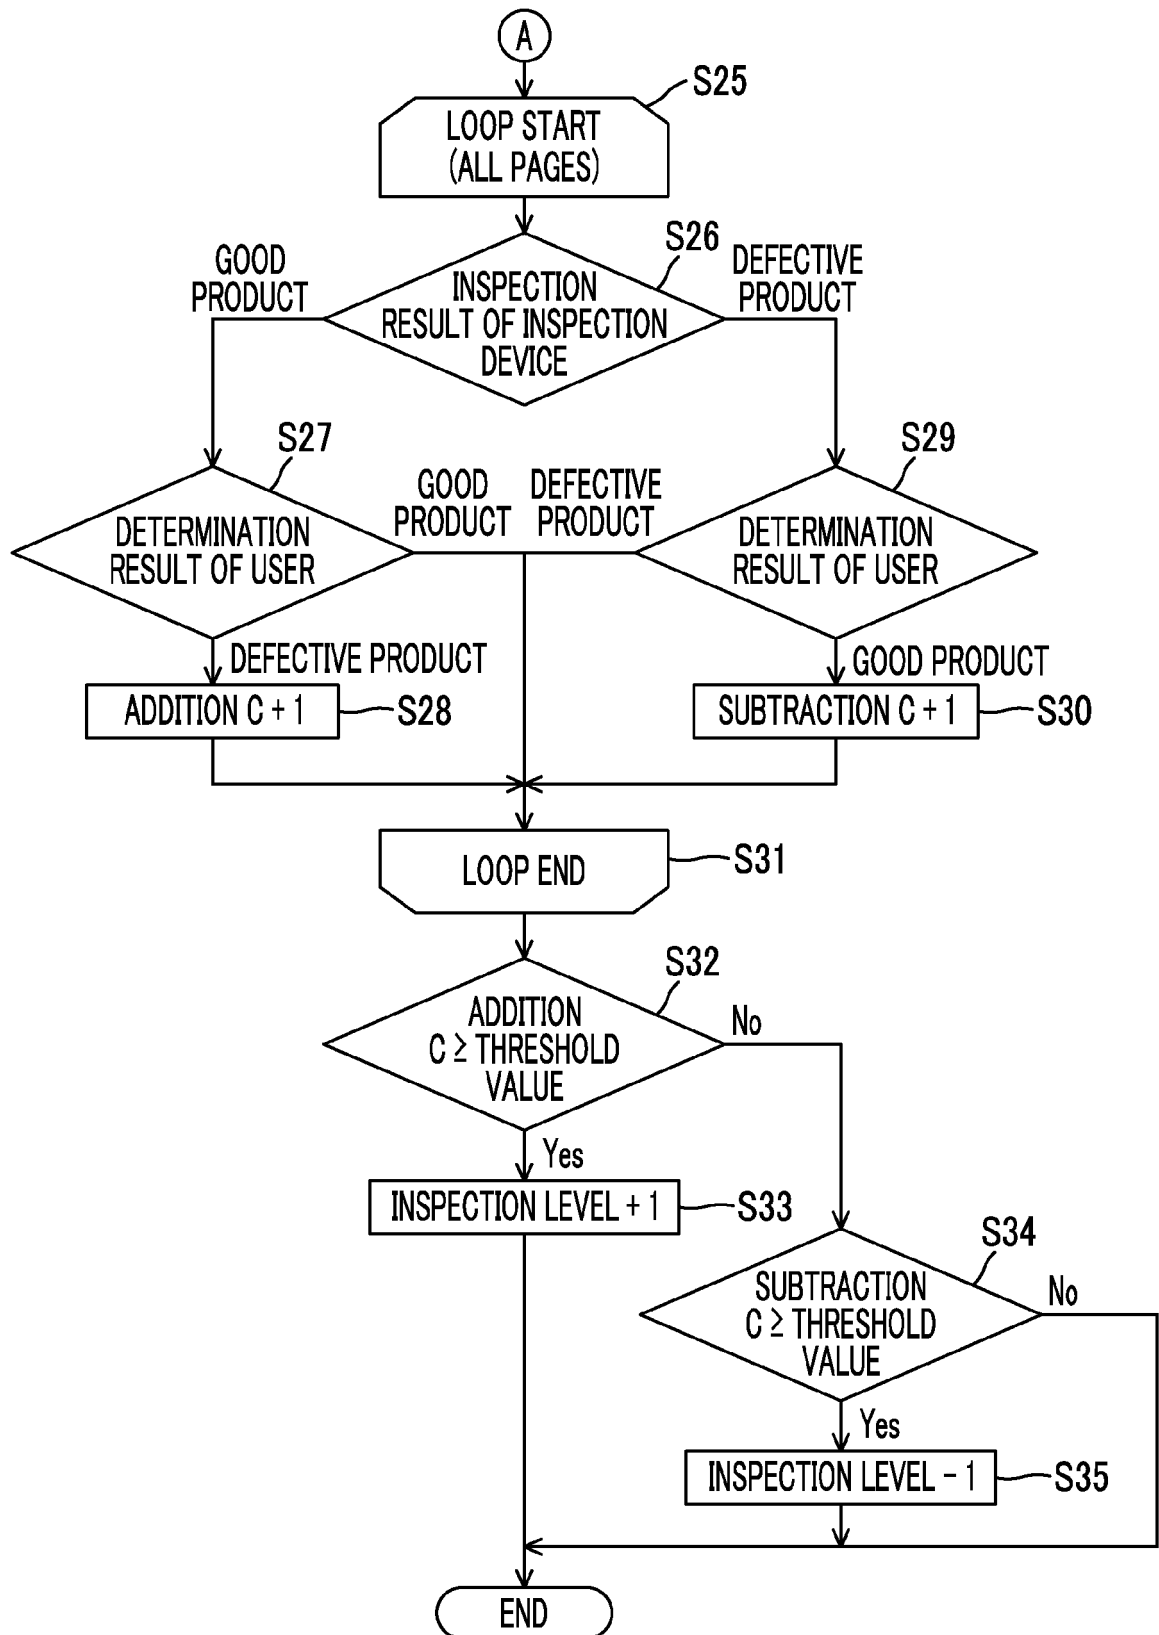 A
S25
LOOP START
(ALL PAGES)
S26
GOOD
PRODUCT
INSPECTION
RESULT OF INSPECTION
DEVICE
DEFECTIVE
PRODUCT
S27
S29
DETERMINATION
RESULT OF USER
GOOD
PRODUCT
DEFECTIVE
PRODUCT
DETERMINATION
RESULT OF USER
DEFECTIVE PRODUCT
GOOD PRODUCT
ADDITION C + 1
S28
SUBTRACTION C + 1
S30
LOOP END
S31
S32
ADDITION
C ≥ THRESHOLD
VALUE
No
Yes
INSPECTION LEVEL + 1
S33
S34
SUBTRACTION
C ≥ THRESHOLD
VALUE
No
Yes
INSPECTION LEVEL - 1
S35
END